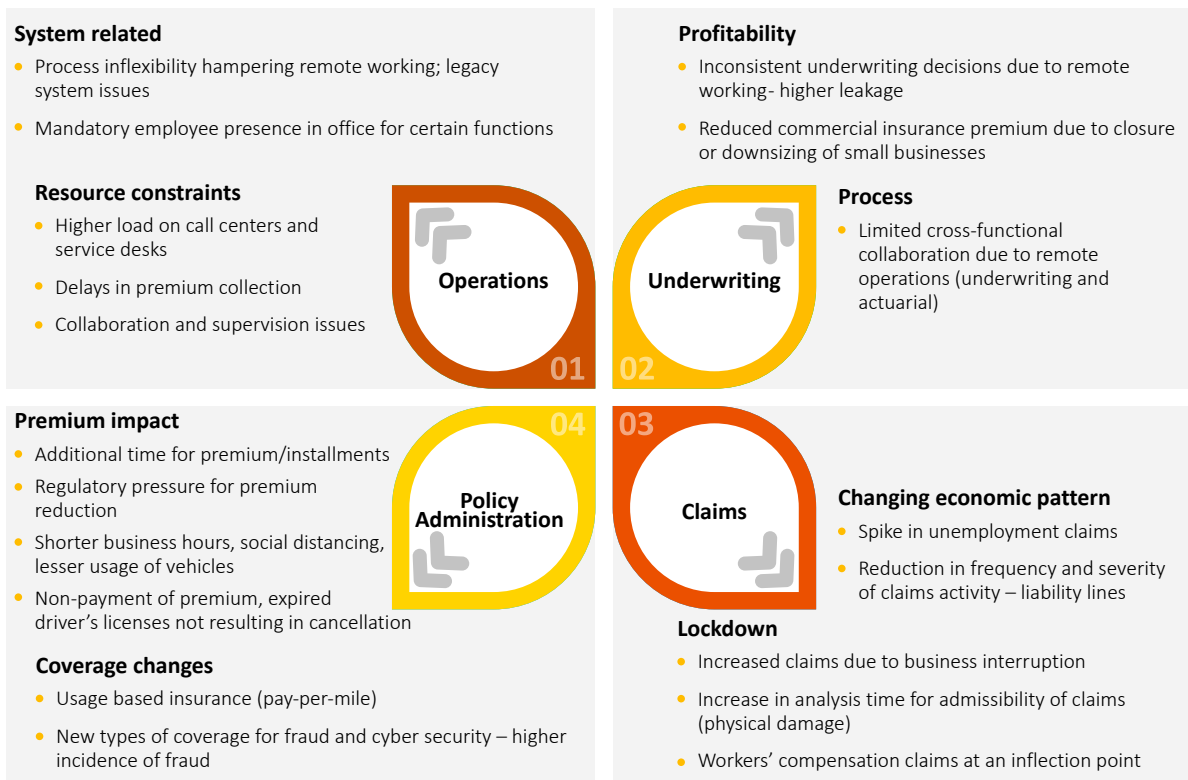 System related
Process inflexibility hampering remote working; legacy
system issues
Mandatory employee presence in office for certain functions
Resource constraints
Higher load on call centers and
service desks
Delays in premium collection
Collaboration and supervision issues
Operations
01
Profitability
Inconsistent underwriting decisions due to remote
working- higher leakage
Reduced commercial insurance premium due to closure
or downsizing of small businesses
Process
Limited cross-functional
collaboration due to remote
operations (underwriting and
actuarial)
Underwriting
02
Premium impact
Additional time for premium/installments
Regulatory pressure for premium
reduction
Shorter business hours, social distancing,
lesser usage of vehicles
Non-payment of premium, expired
driver's licenses not resulting in cancellation
Coverage changes
Usage based insurance (pay-per-mile)
New types of coverage for fraud and cyber security – higher
incidence of fraud
04
Policy
Administration
03
Claims
Changing economic pattern
Spike in unemployment claims
Reduction in frequency and severity
of claims activity – liability lines
Lockdown
Increased claims due to business interruption
Increase in analysis time for admissibility of claims
(physical damage)
Workers' compensation claims at an inflection point